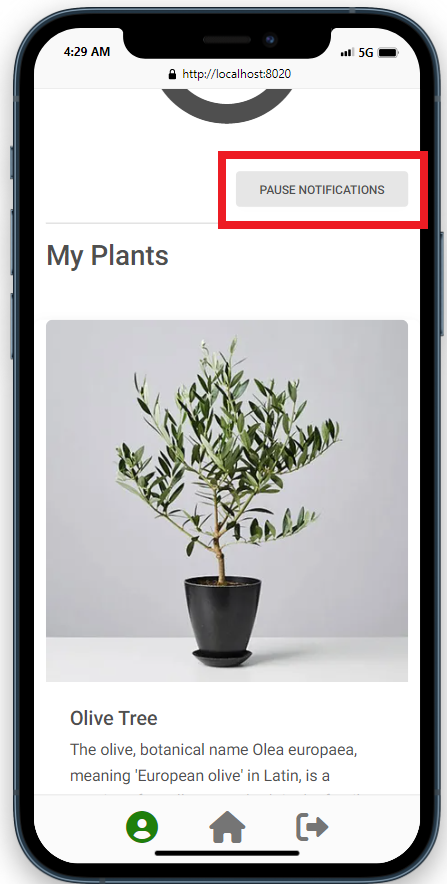 4:29 AM
5G
http://localhost:8020
PAUSE NOTIFICATIONS
My Plants
Olive Tree
The olive, botanical name Olea europaea,
meaning 'European olive' in Latin, is a